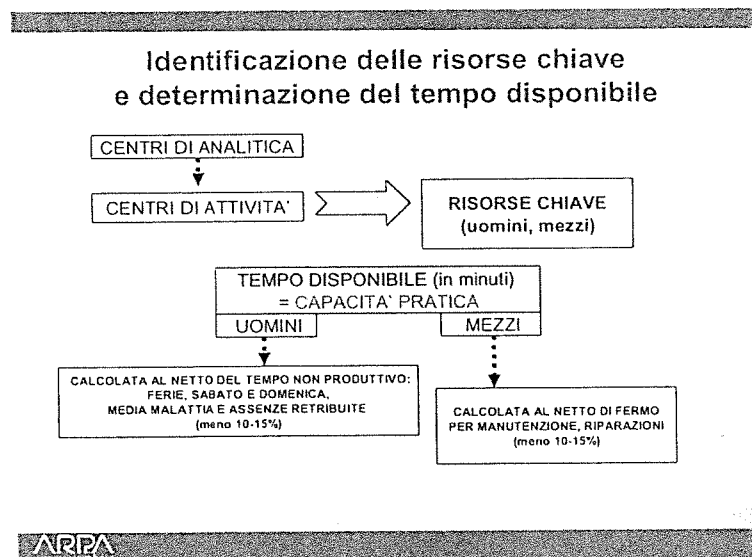 Identificazione delle risorse chiave
e determinazione del tempo disponibile
CENTRI DI ANALITICA
CENTRI DI ATTIVITA'
RISORSE CHIAVE
(uomini, mezzi)
TEMPO DISPONIBILE (in minuti)
= CAPACITA' PRATICA
UOMINI
MEZZI
CALCOLATA AL NETTO DEL TEMPO NON PRODUTTIVO:
FERIE, SABATO E DOMENICA,
MEDIA MALATTIA E ASSENZE RETRIBUITE
(meno 10-15%)
CALCOLATA AL NETTO DI FERMO
PER MANUTENZIONE, RIPARAZIONI
(meno 10-15%)
ARPA